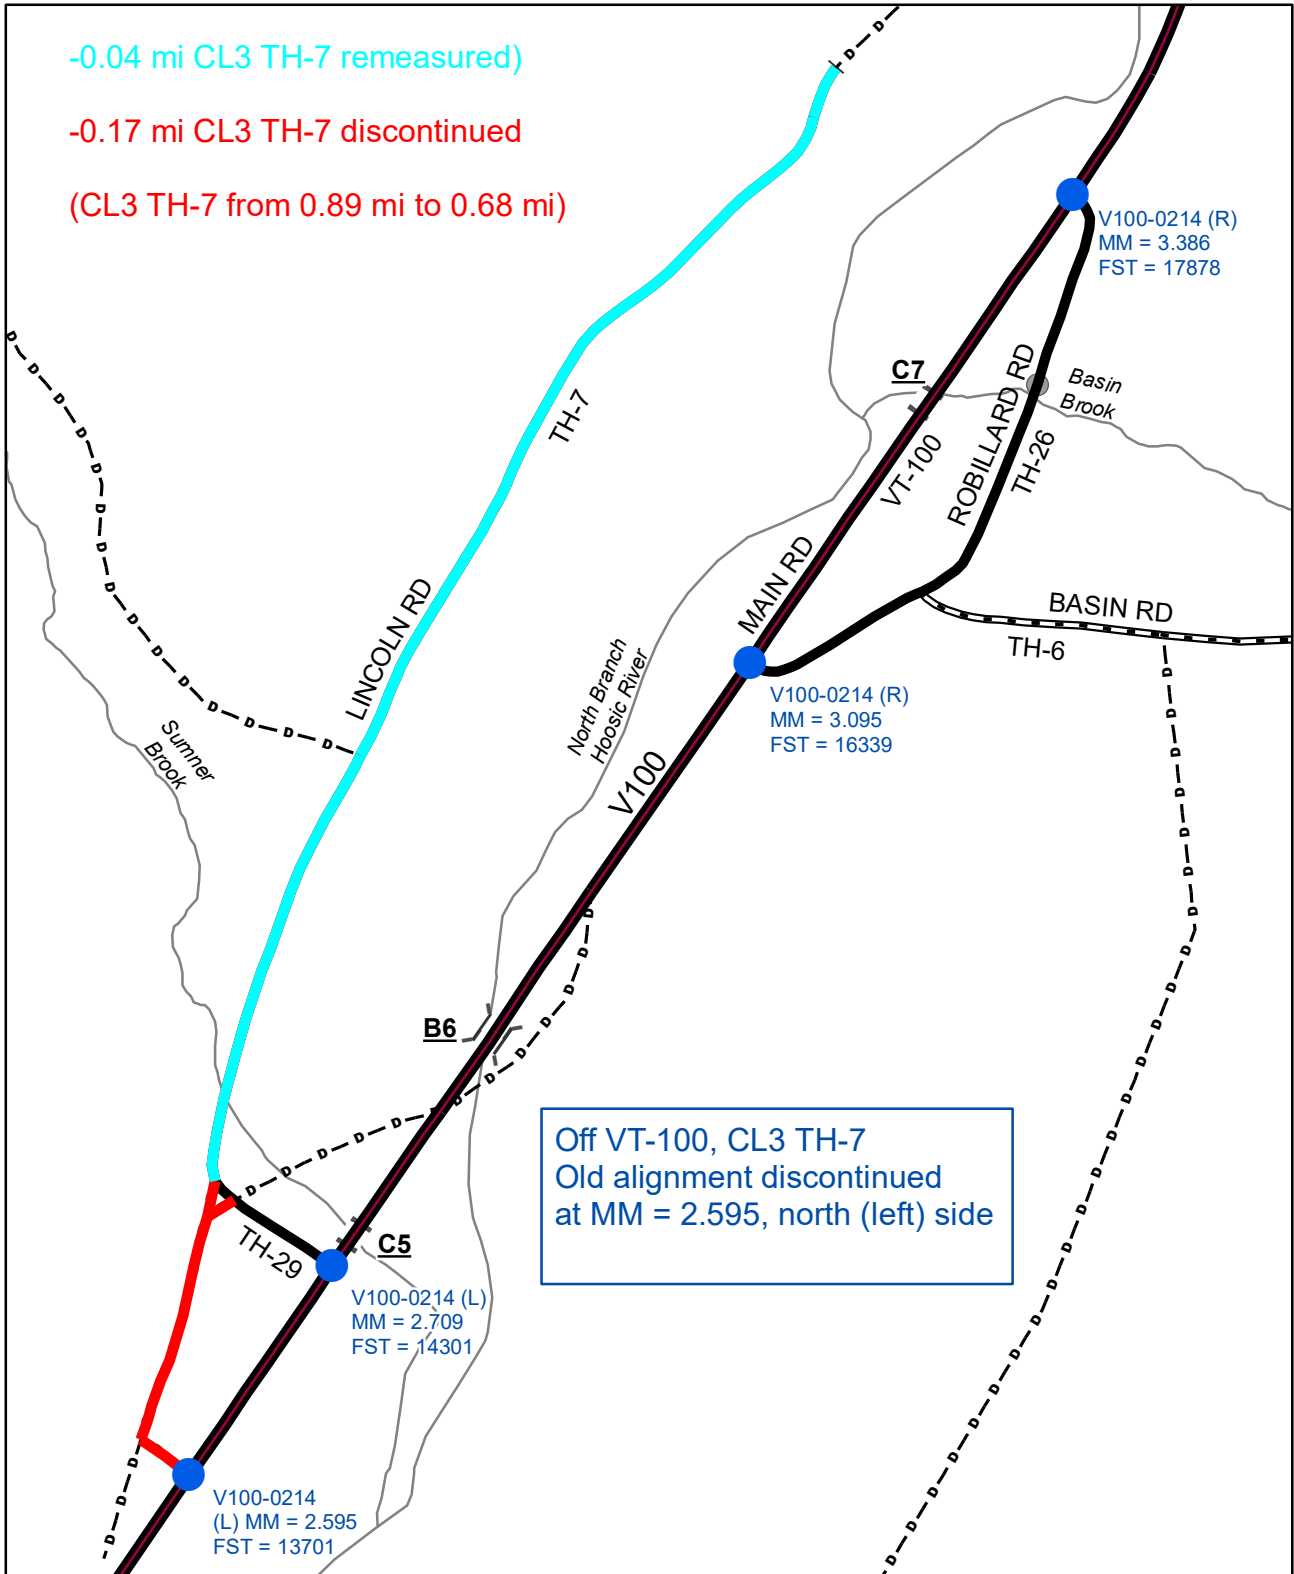 -0.04 mi CL3 TH-7 remeasured)
-0.17 mi CL3 TH-7 discontinued
(CL3 TH-7 from 0.89 mi to 0.68 mi)
V100-0214 (R)
MM = 3.386
FST = 17878
C7
Basin
Brook
VT-100
ROBILLARD RD
TH-26
TH-7
MAIN RD
BASIN RD
TH-6
LINCOLN RD
North Branch
Hoosic River
V100-0214 (R)
MM = 3.095
FST = 16339
Sumner
Brook
V100
B6
Off VT-100, CL3 TH-7
Old alignment discontinued
at MM = 2.595, north (left) side
TH-29
C5
V100-0214 (L)
MM = 2.709
FST = 14301
V100-0214
(L) MM = 2.595
FST = 13701
D D D D D D D D D D D D
D D
D D D D D D D D D D
D D D D D D D D D D D D D D D D
D D D